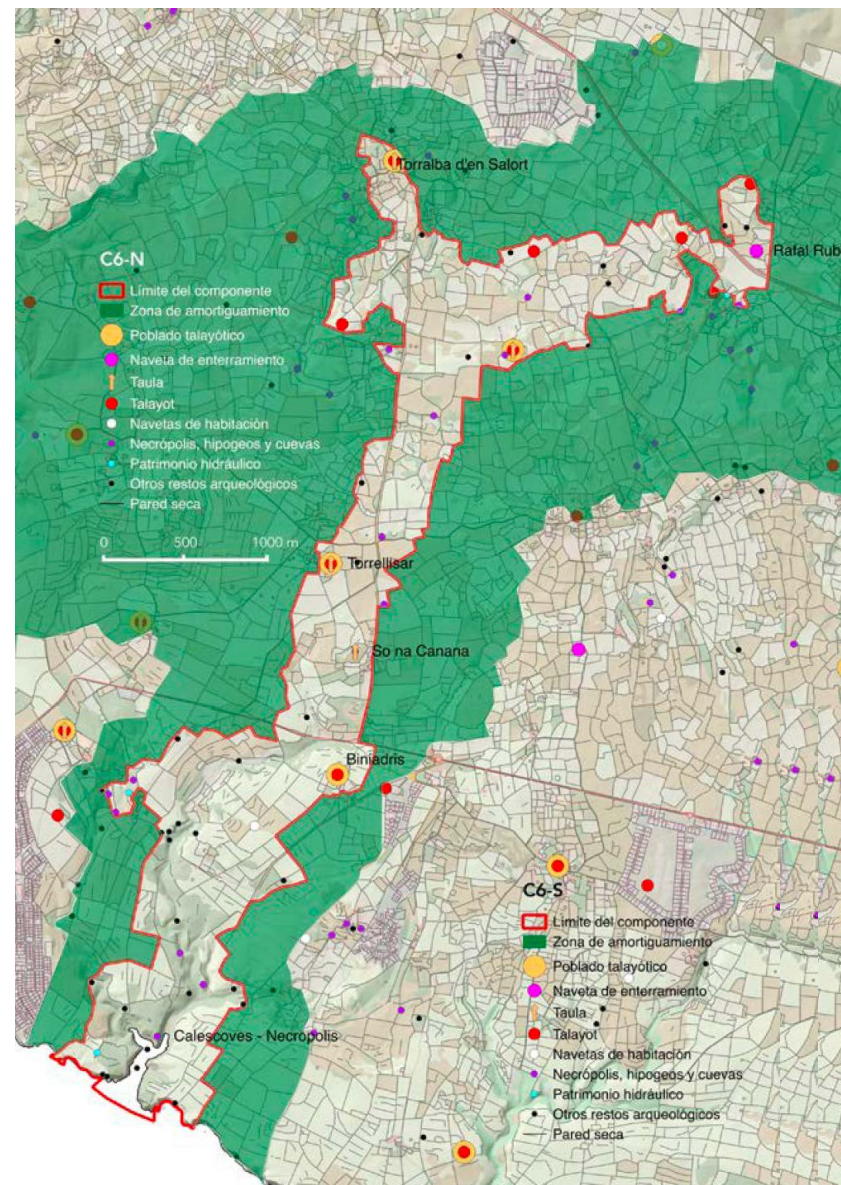 Torralba d'en Salort
Rafal Rub
C6-N
Límite del componente
Zona de amortiguamiento
Poblado talayótico
Naveta de enterramiento
Taula
Talayot
Navetas de habitación
Necrópolis, hipogeos y cuevas
Patrimonio hidráulico
Otros restos arqueológicos
Pared seca
0 500 1000 m
Torrellisar
So na Canana
Biniadris
C6-S
Límite del componente
Zona de amortiguamiento
Poblado talayótico
Naveta de enterramiento
Taula
Talayot
Navetas de habitación
Necrópolis, hipogeos y cuevas
Patrimonio hidráulico
Otros restos arqueológicos
Pared seca
Calescoves - Necròpolis